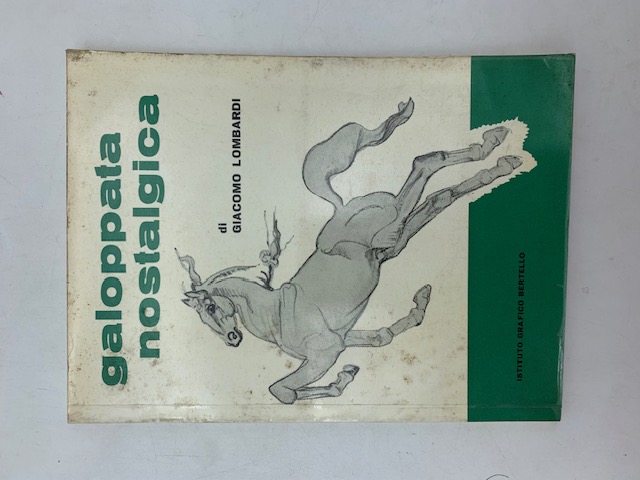 galoppata
nostalgica
di
GIACOMO LOMBARDI
ISTITUTO GRAFICO BERTELLO